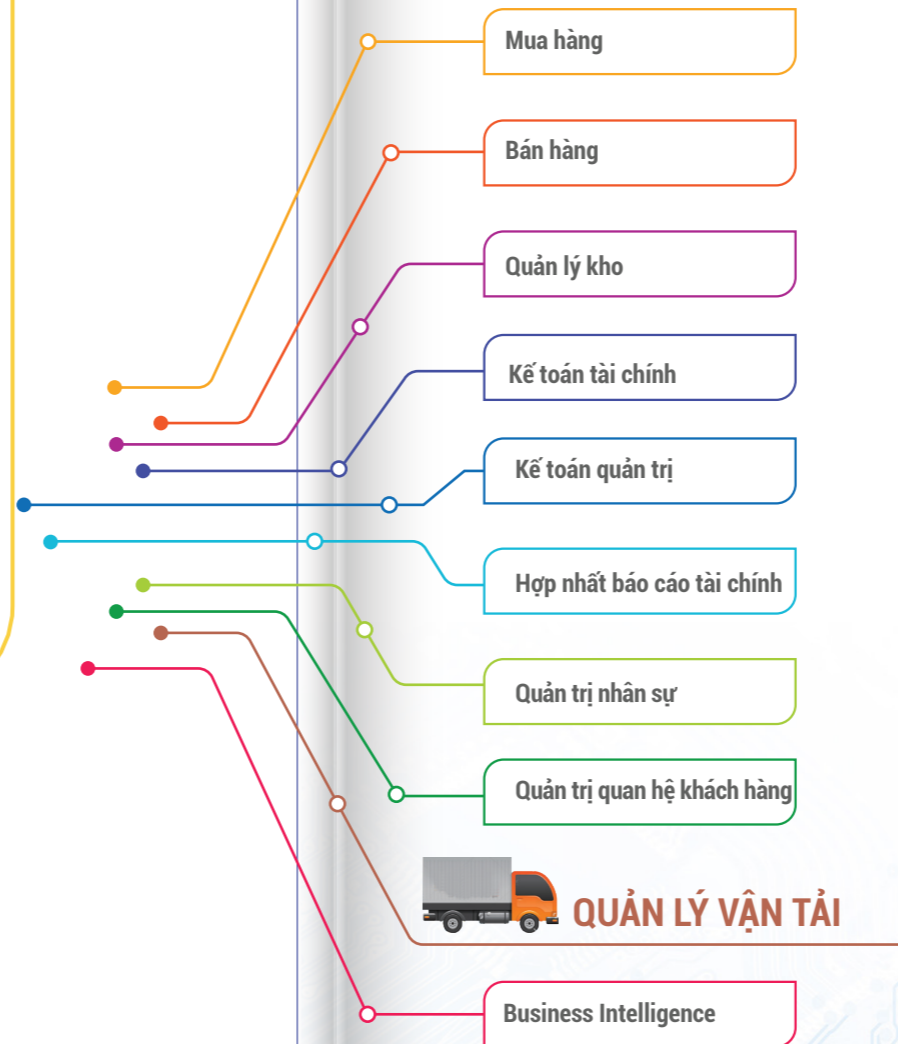 Mua hàng
Bán hàng
Quản lý kho
Kế toán tài chính
Kế toán quản trị
Hợp nhất báo cáo tài chính
Quản trị nhân sự
Quản trị quan hệ khách hàng
QUẢN LÝ VẬN TẢI
Business Intelligence